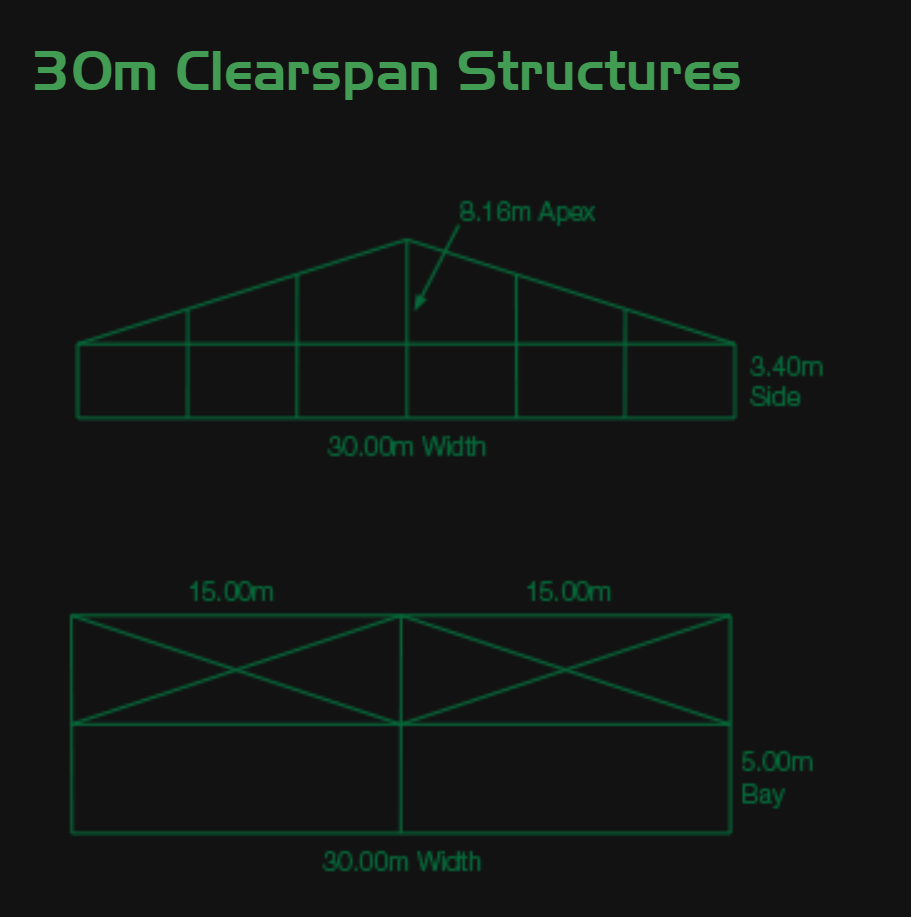 30m Clearspan Structures
8.16m Apex
3.40m
Side
30.00m Width
15.00m
15.00m
5.00m
Bay
30.00m Width